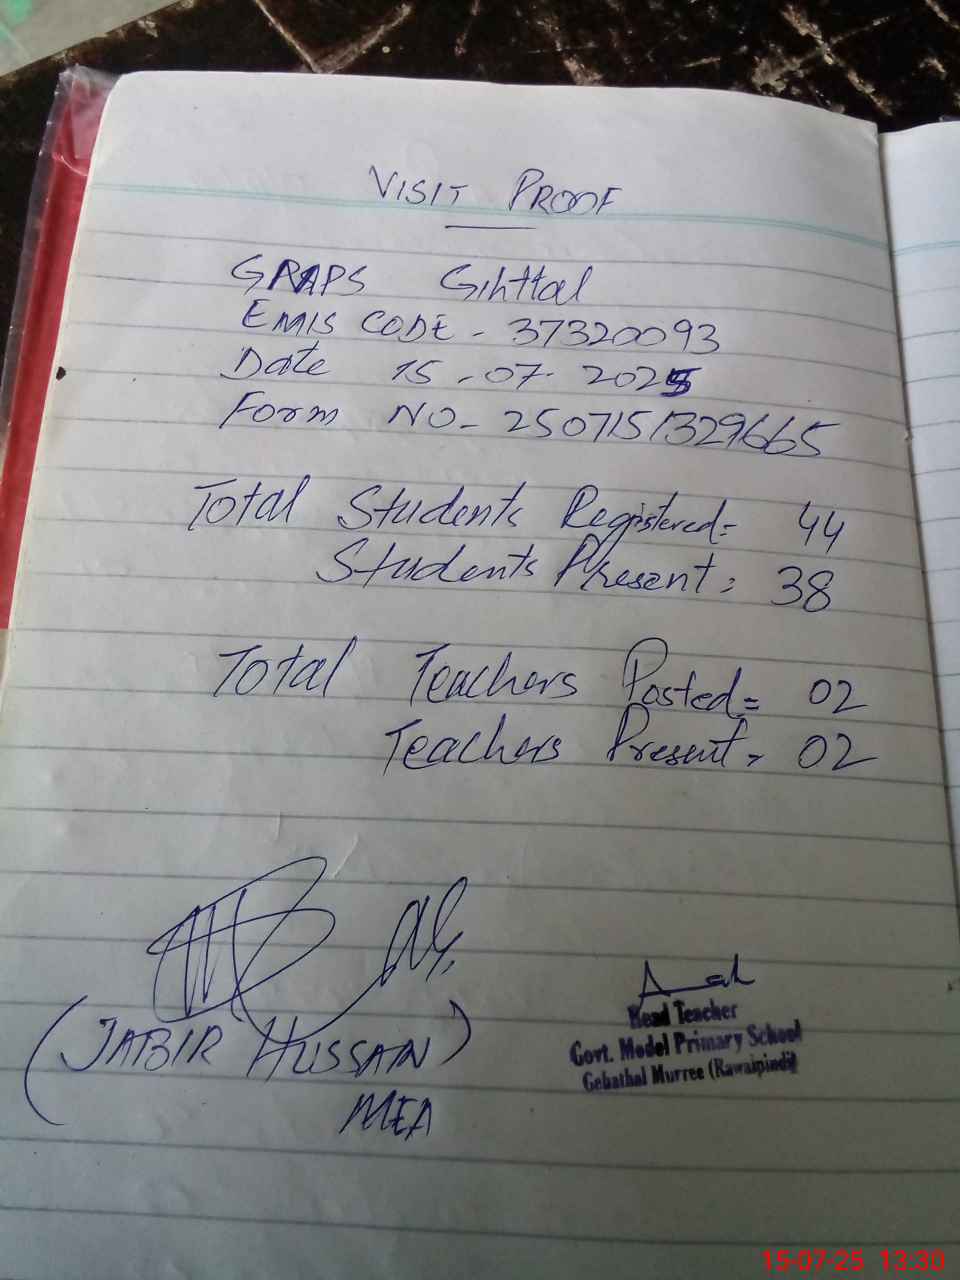 VISIT PROOF
GRAPS Gihttal
EMIS CODE - 37320093
Date 15-07-2025
Form NO- 2507151329665
Total Students Registered = 44
Students Present = 38
Total Teachers Posted = 02
Teachers Present = 02
(JABIR HUSSAIN)
MEA
Head Teacher
Govt. Model Primary School
Gehathal Murree (Rawalpindi)
15-07-25 13:30